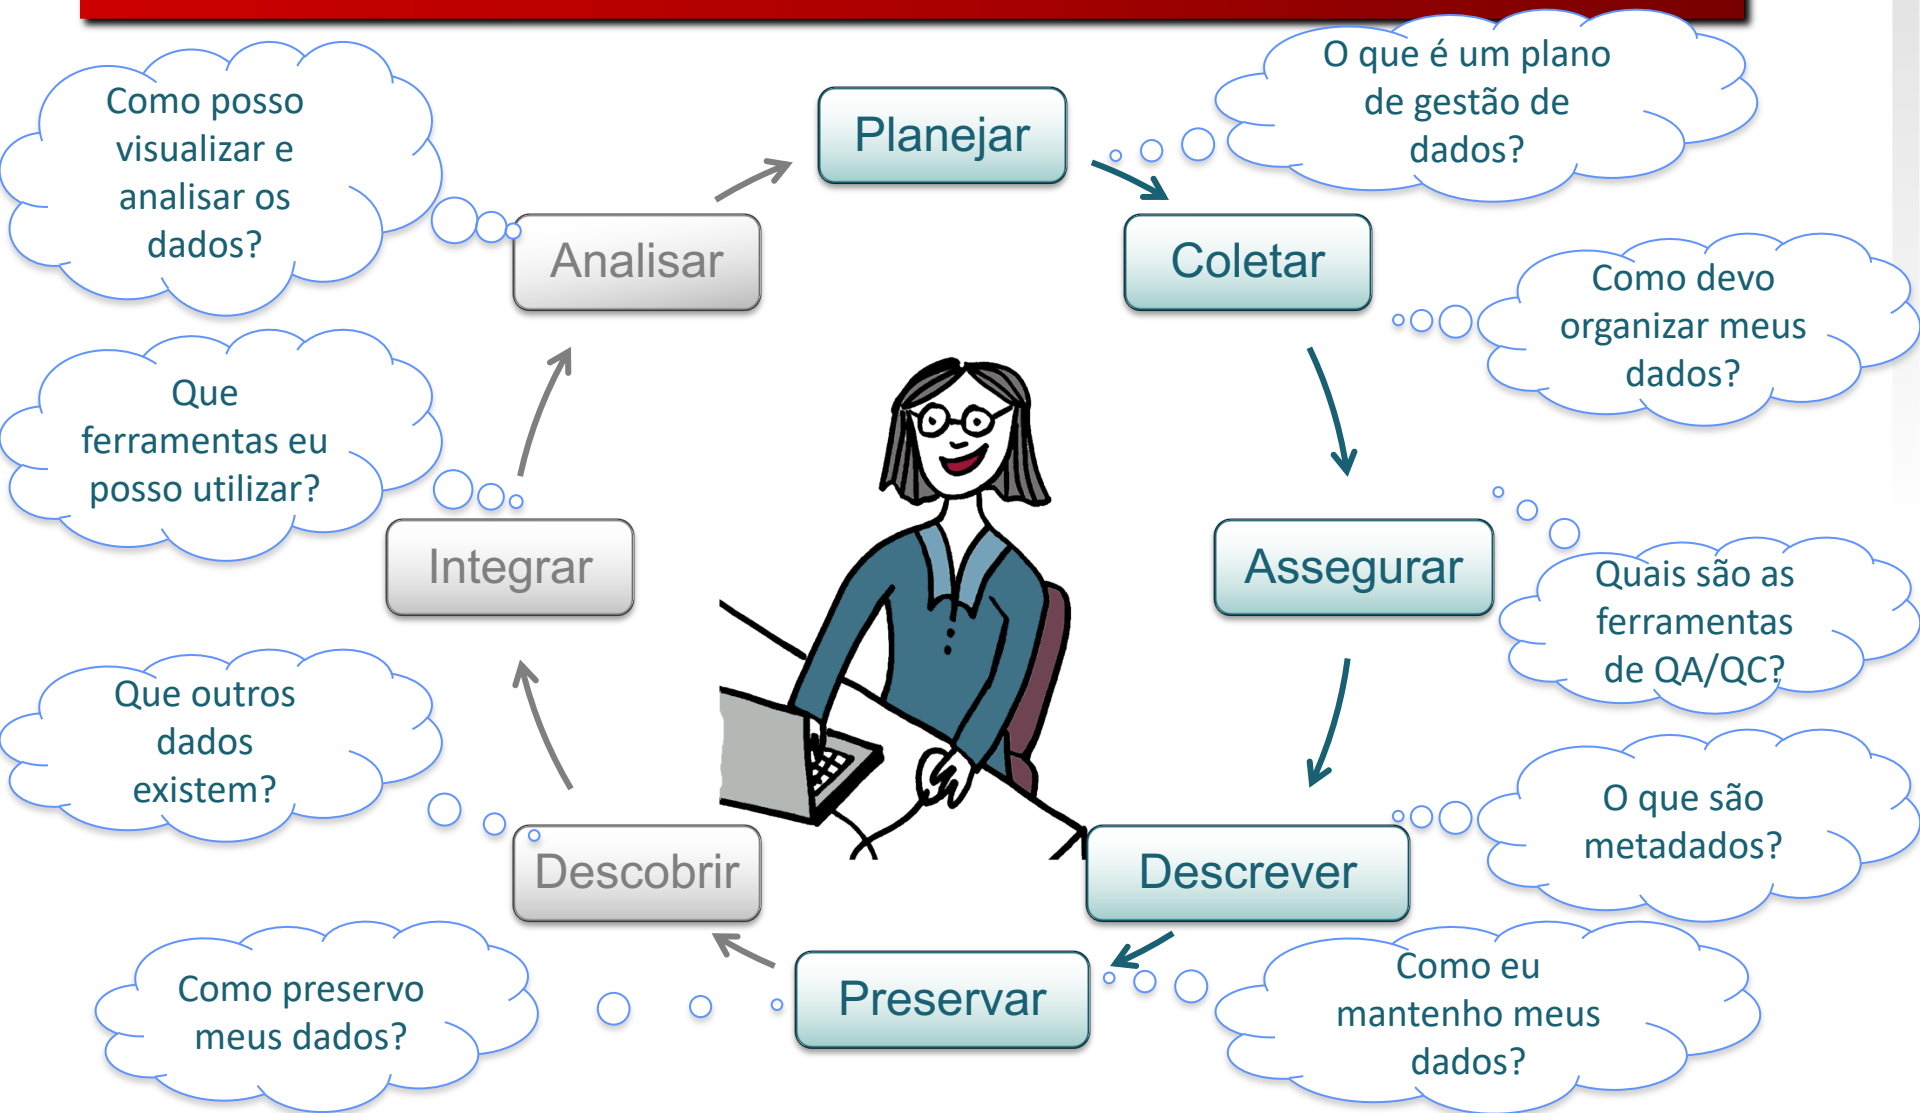 O que é um plano
de gestão de
dados?
Como posso
visualizar e
analisar os
dados?
Planejar
Analisar
Coletar
Como devo
organizar meus
dados?
Que
ferramentas eu
posso utilizar?
Integrar
Assegurar
Quais são as
ferramentas
de QA/QC?
Que outros
dados
existem?
O que são
metadados?
Descobrir
Descrever
Como preservo
meus dados?
Preservar
Como eu
mantenho meus
dados?